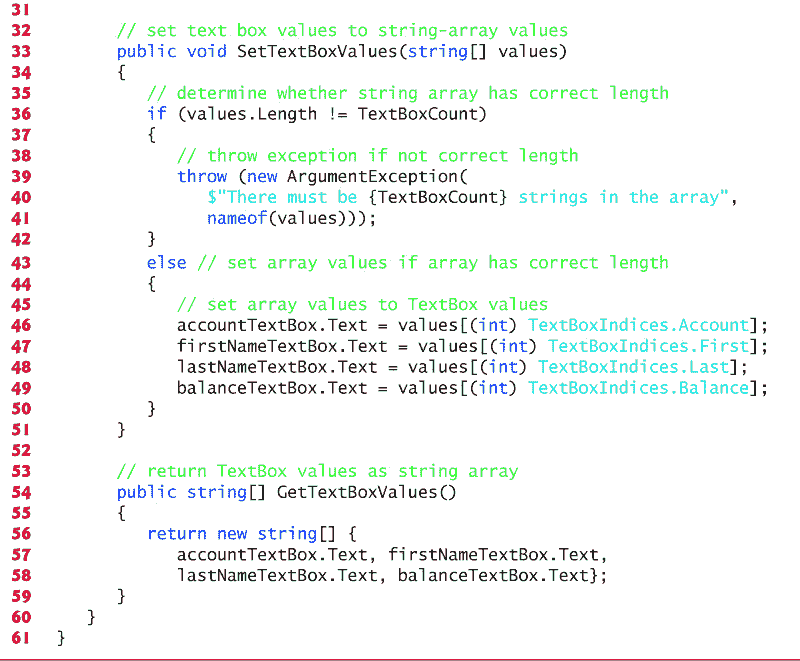 31
32 // set text box values to string-array values
33 public void SetTextBoxValues(string[] values)
34 {
35 // determine whether string array has correct length
36 if (values.Length != TextBoxCount)
37 {
38 // throw exception if not correct length
39 throw (new ArgumentException(
40 $"There must be {TextBoxCount} strings in the array",
41 nameof(values)));
42 }
43 else // set array values if array has correct length
44 {
45 // set array values to TextBox values
46 accountTextBox.Text = values[(int) TextBoxIndices.Account];
47 firstNameTextBox.Text = values[(int) TextBoxIndices.First];
48 lastNameTextBox.Text = values[(int) TextBoxIndices.Last];
49 balanceTextBox.Text = values[(int) TextBoxIndices.Balance];
50 }
51 }
52
53 // return TextBox values as string array
54 public string[] GetTextBoxValues()
55 {
56 return new string[] {
57 accountTextBox.Text, firstNameTextBox.Text,
58 lastNameTextBox.Text, balanceTextBox.Text};
59 }
60 }
61 }